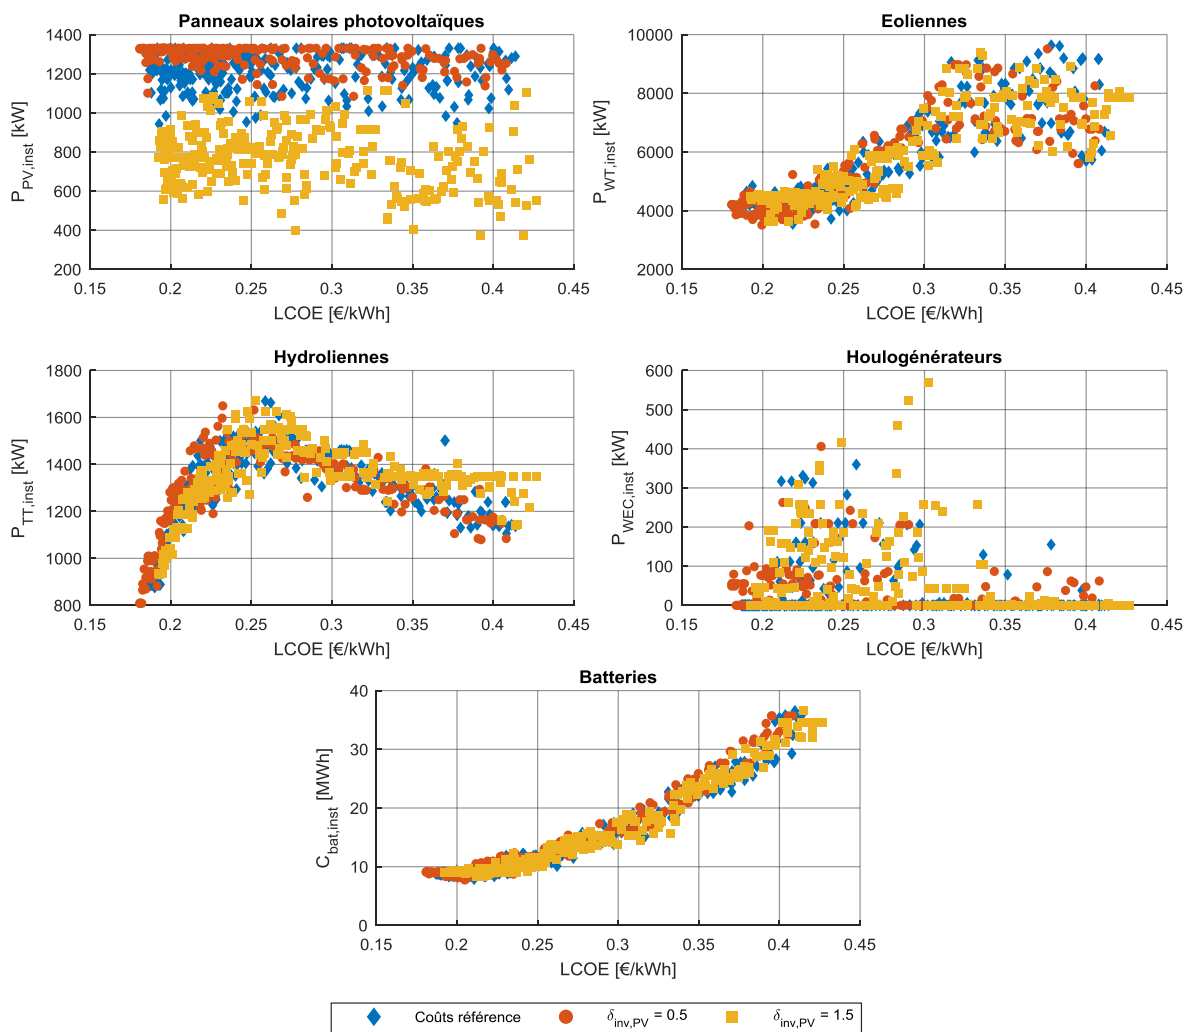 Panneaux solaires photovoltaïques
1400
1200
1000
800
600
400
200
P_PV,inst [kW]
0.15 0.2 0.25 0.3 0.35 0.4 0.45
LCOE [€/kWh]
Eoliennes
10000
8000
6000
4000
2000
P_WT,inst [kW]
0.15 0.2 0.25 0.3 0.35 0.4 0.45
LCOE [€/kWh]
Hydroliennes
1800
1600
1400
1200
1000
800
P_TT,inst [kW]
0.15 0.2 0.25 0.3 0.35 0.4 0.45
LCOE [€/kWh]
Houlogénérateurs
600
500
400
300
200
100
0
P_WEC,inst [kW]
0.15 0.2 0.25 0.3 0.35 0.4 0.45
LCOE [€/kWh]
Batteries
40
30
20
10
0
C_bat,inst [MWh]
0.15 0.2 0.25 0.3 0.35 0.4 0.45
LCOE [€/kWh]
Coûts référence δ_inv,PV = 0.5 δ_inv,PV = 1.5